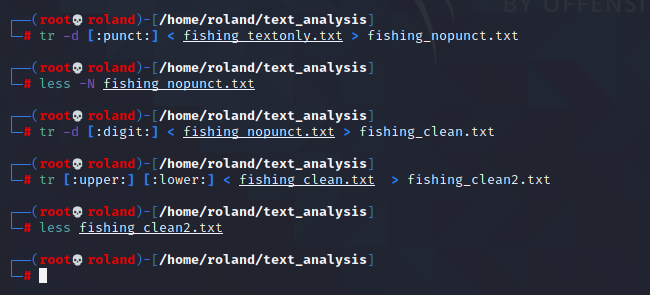 BY OFFENSI
┌──(root💀roland)-[/home/roland/text_analysis]
└─# tr -d [:punct:] < fishing_textonly.txt > fishing_nopunct.txt
┌──(root💀roland)-[/home/roland/text_analysis]
└─# less -N fishing_nopunct.txt
┌──(root💀roland)-[/home/roland/text_analysis]
└─# tr -d [:digit:] < fishing_nopunct.txt > fishing_clean.txt
┌──(root💀roland)-[/home/roland/text_analysis]
└─# tr [:upper:] [:lower:] < fishing_clean.txt  > fishing_clean2.txt
┌──(root💀roland)-[/home/roland/text_analysis]
└─# less fishing_clean2.txt
┌──(root💀roland)-[/home/roland/text_analysis]
└─#